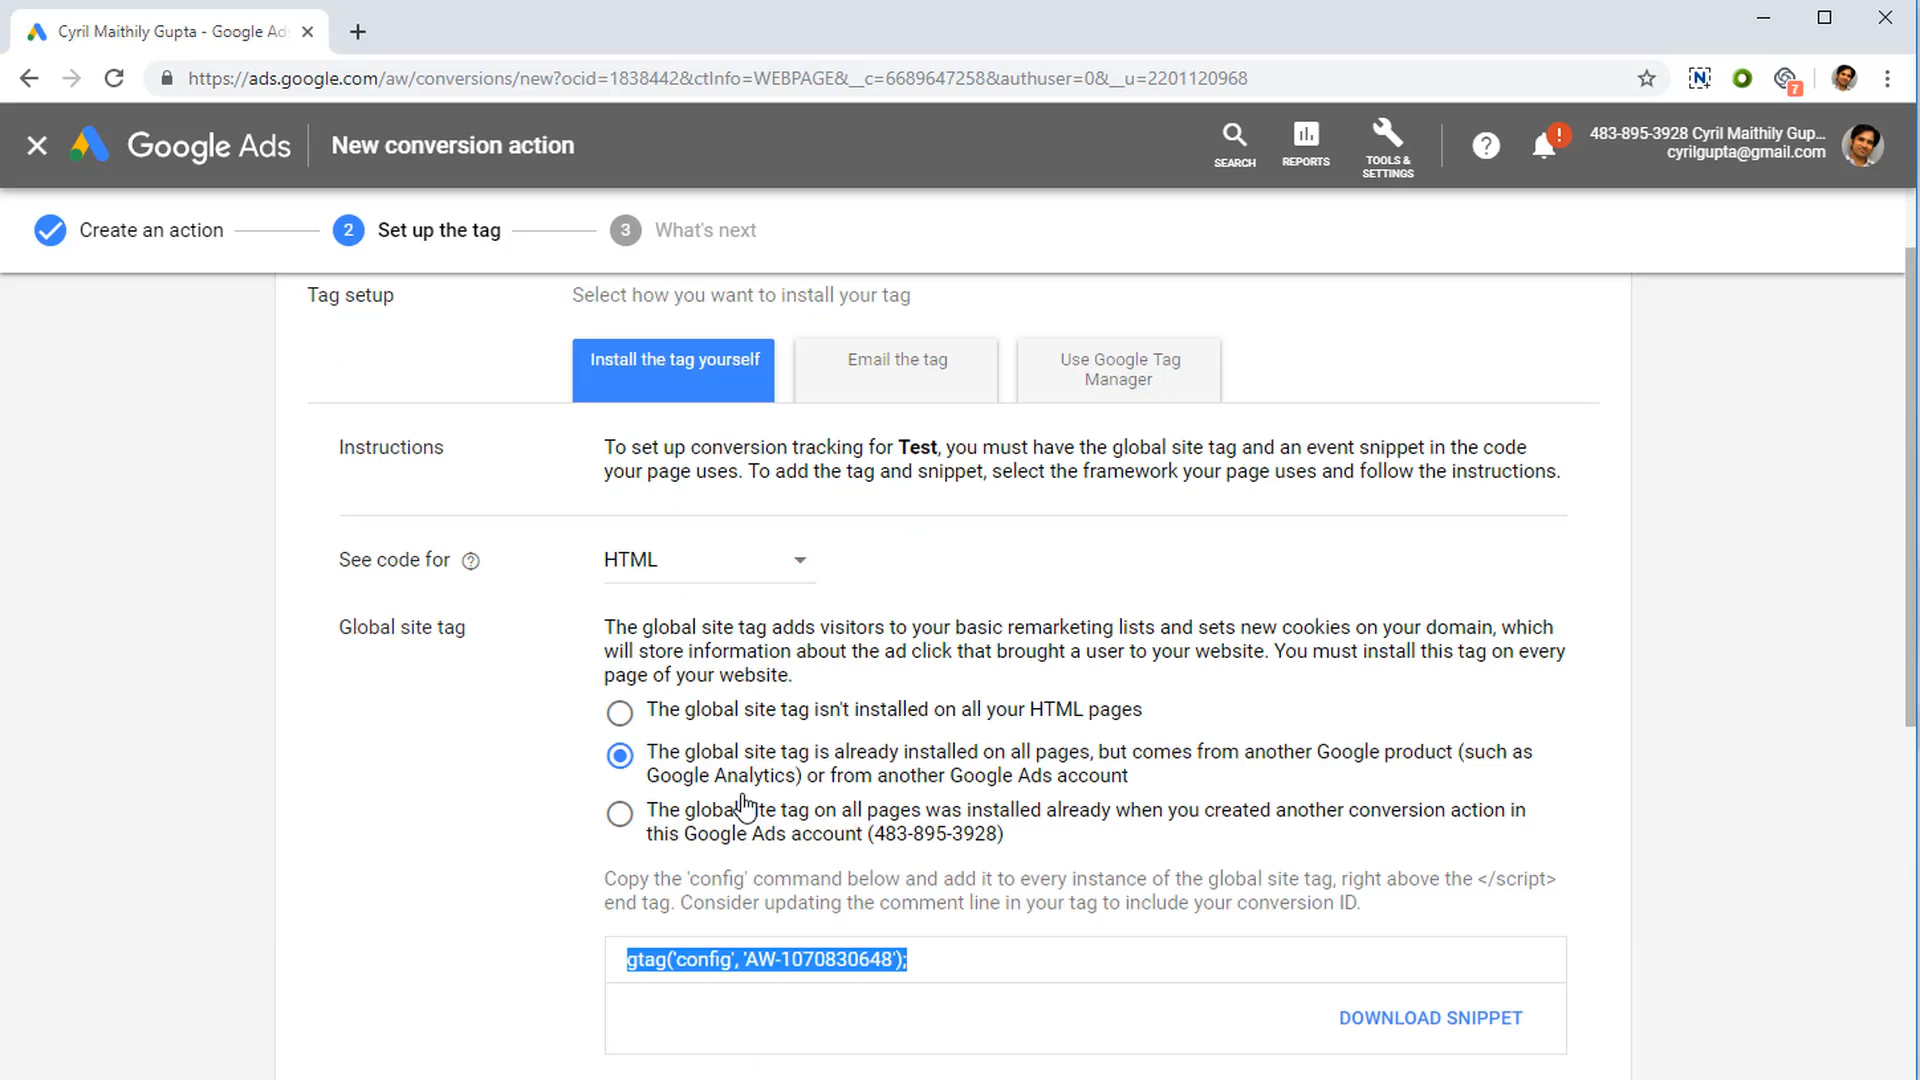 Cyril Maithily Gupta - Google Ad
https://ads.google.com/aw/conversions/new?ocid=1838442&ctInfo=WEBPAGE&__c=6689647258&authuser=0&__u=2201120968
N
7
Google Ads
New conversion action
SEARCH
REPORTS
TOOLS &
SETTINGS
?
!
483-895-3928 Cyril Maithily Gup...
cyrilgupta@gmail.com
Create an action
2 Set up the tag
3 What's next
Tag setup
Select how you want to install your tag
Install the tag yourself
Email the tag
Use Google Tag
Manager
Instructions
To set up conversion tracking for Test, you must have the global site tag and an event snippet in the code
your page uses. To add the tag and snippet, select the framework your page uses and follow the instructions.
See code for ?
HTML
Global site tag
The global site tag adds visitors to your basic remarketing lists and sets new cookies on your domain, which
will store information about the ad click that brought a user to your website. You must install this tag on every
page of your website.
The global site tag isn't installed on all your HTML pages
The global site tag is already installed on all pages, but comes from another Google product (such as
Google Analytics) or from another Google Ads account
The global site tag on all pages was installed already when you created another conversion action in
this Google Ads account (483-895-3928)
Copy the 'config' command below and add it to every instance of the global site tag, right above the </script>
end tag. Consider updating the comment line in your tag to include your conversion ID.
gtag('config', 'AW-1070830648');
DOWNLOAD SNIPPET